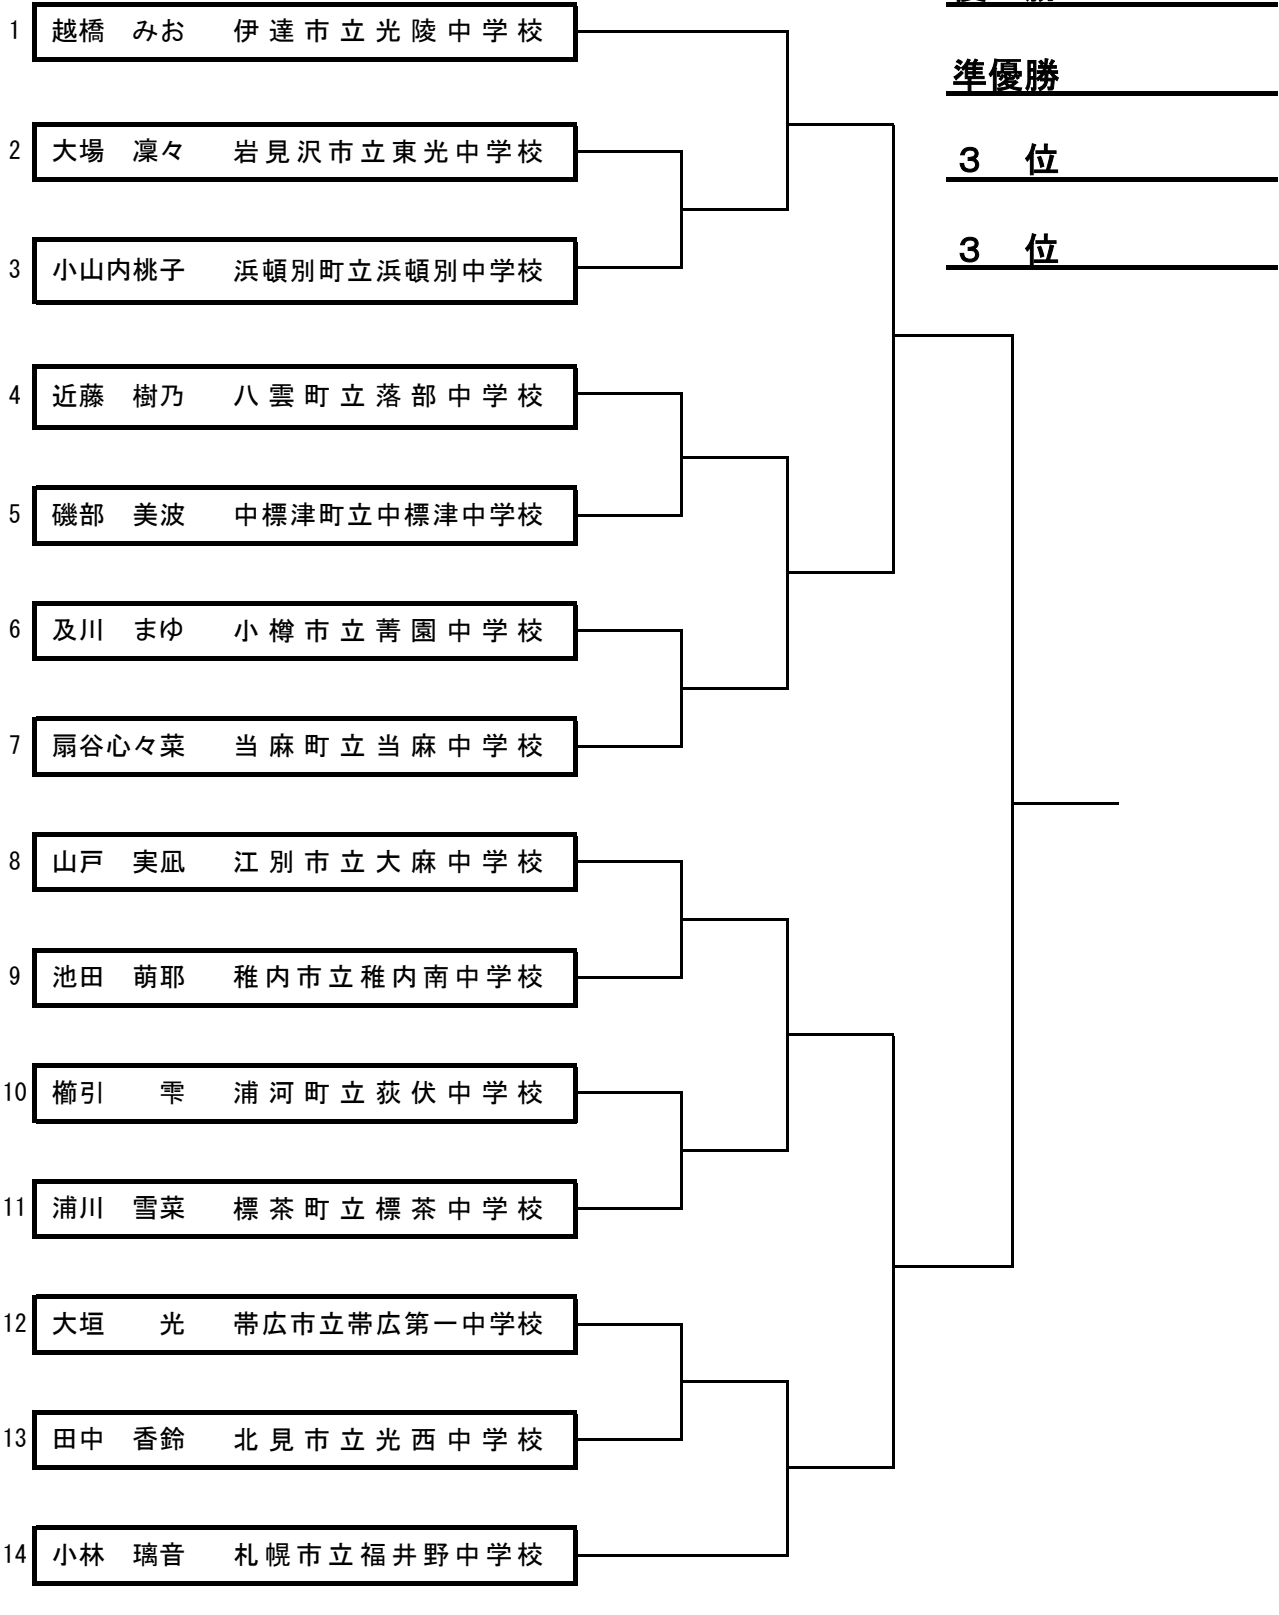 準優勝
３　位
３　位
1 越橋　みお 伊達市立光陵中学校
2 大場　凜々 岩見沢市立東光中学校
3 小山内桃子 浜頓別町立浜頓別中学校
4 近藤　樹乃 八雲町立落部中学校
5 磯部　美波 中標津町立中標津中学校
6 及川　まゆ 小樽市立菁園中学校
7 扇谷心々菜 当麻町立当麻中学校
8 山戸　実凪 江別市立大麻中学校
9 池田　萌耶 稚内市立稚内南中学校
10 櫛引　　雫 浦河町立荻伏中学校
11 浦川　雪菜 標茶町立標茶中学校
12 大垣　　光 帯広市立帯広第一中学校
13 田中　香鈴 北見市立光西中学校
14 小林　璃音 札幌市立福井野中学校